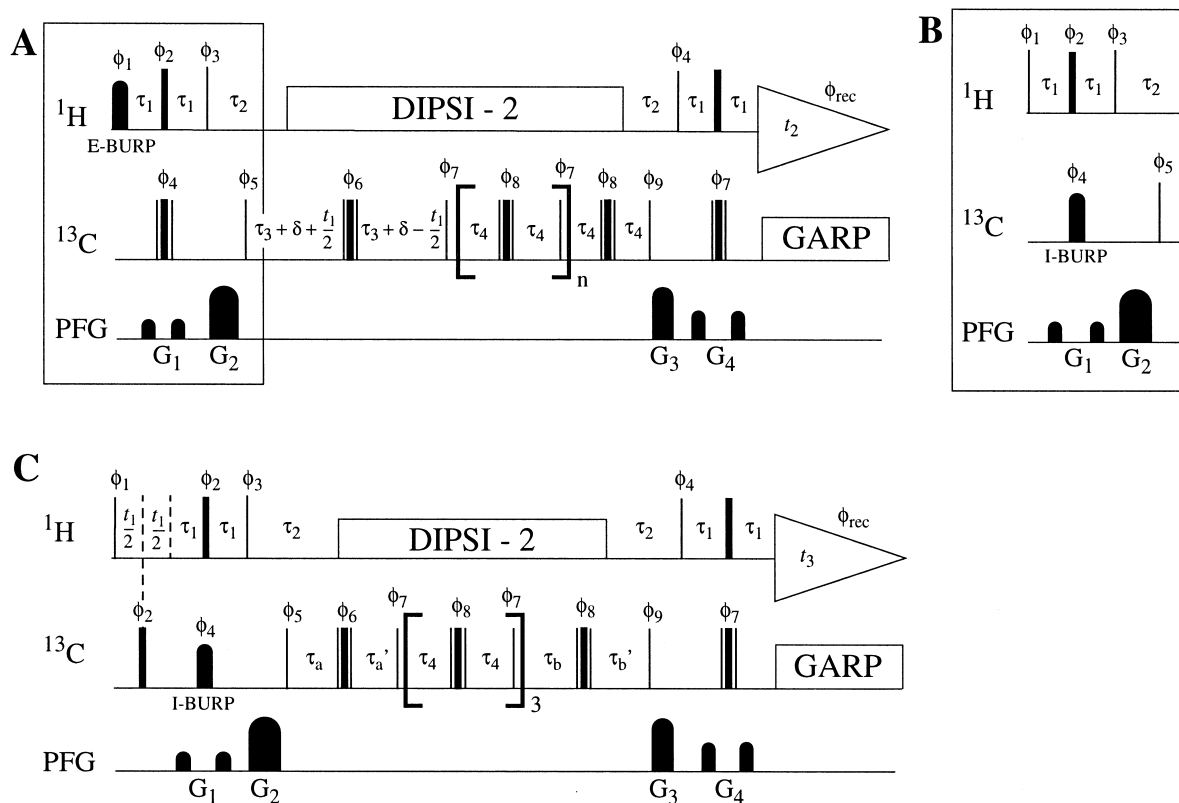 A
ϕ1 ϕ2 ϕ3 ϕ4
1H τ1 τ1 τ2 DIPSI - 2 τ2 τ1 τ1 t2 ϕrec
E-BURP
ϕ4 ϕ5 ϕ6 ϕ7 ϕ8 ϕ7 ϕ8 ϕ9 ϕ7
13C τ3 + δ + t1/2 τ3 + δ - t1/2 τ4 τ4 n τ4 τ4 GARP
PFG
G1 G2 G3 G4
B
ϕ1 ϕ2 ϕ3
1H τ1 τ1 τ2
ϕ4 ϕ5
13C
I-BURP
PFG
G1 G2
C
ϕ1 ϕ2 ϕ3 ϕ4
1H t1/2 t1/2 τ1 τ1 τ2 DIPSI - 2 τ2 τ1 τ1 t3 ϕrec
ϕ2 ϕ4 ϕ5 ϕ6 ϕ7 ϕ8 ϕ7 ϕ8 ϕ9 ϕ7
13C τa τa' τ4 τ4 3 τb τb' GARP
I-BURP
PFG
G1 G2 G3 G4